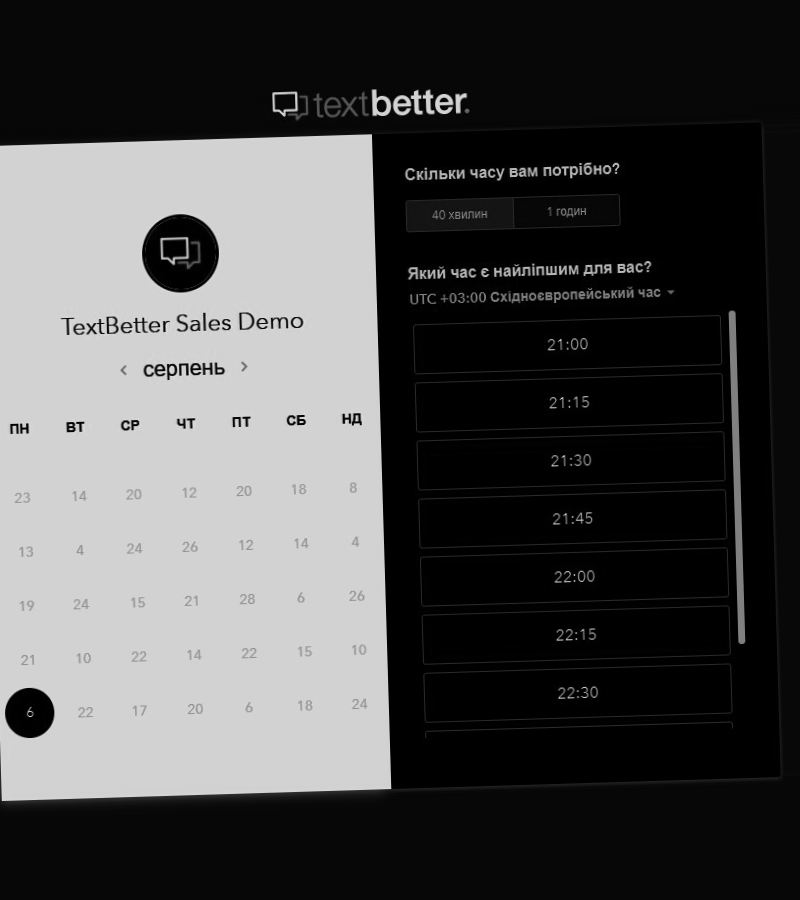 textbetter.
TextBetter Sales Demo
серпень
ПН ВТ СР ЧТ ПТ СБ НД
23 14 20 12 20 18 8
13 4 24 26 12 14 4
19 24 15 21 28 6 26
21 10 22 14 22 15 10
6 22 17 20 6 18 24
Скільки часу вам потрібно?
40 хвилин 1 годин
Який час є найліпшим для вас?
UTC +03:00 Східноєвропейський час
21:00
21:15
21:30
21:45
22:00
22:15
22:30